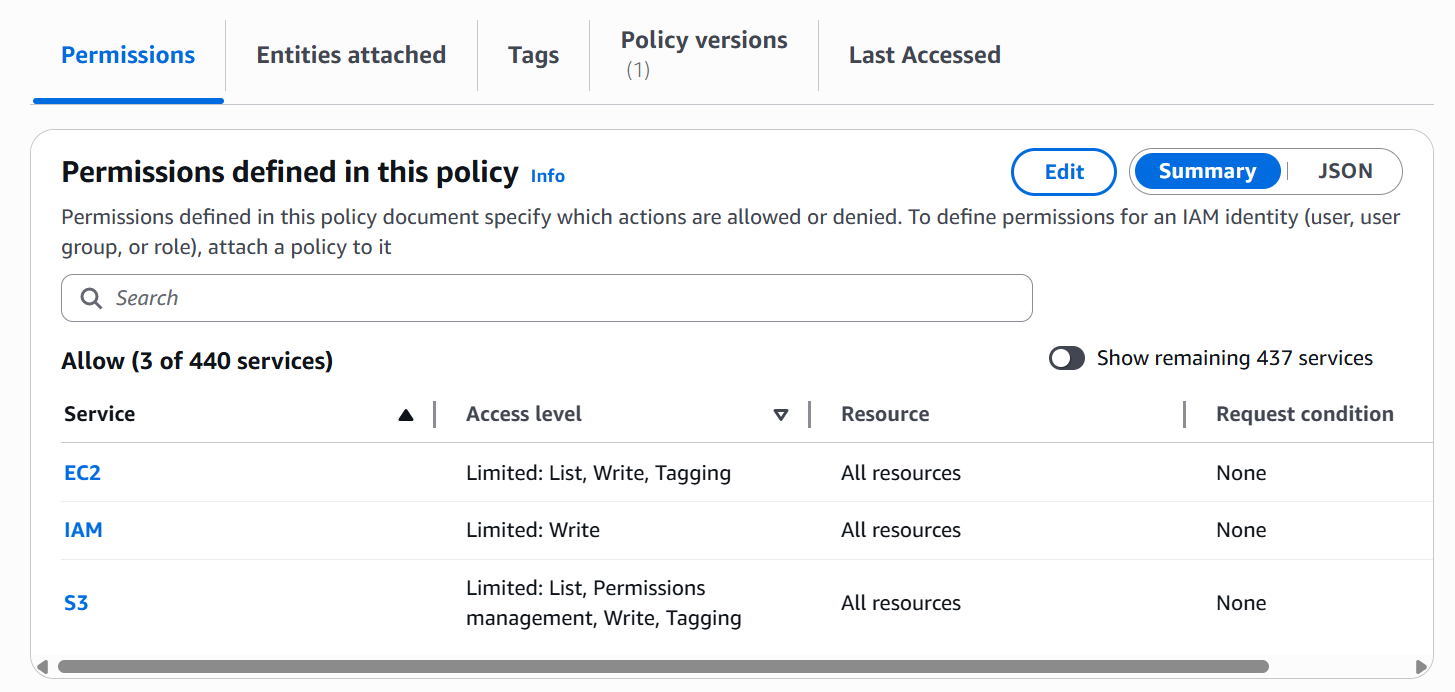 Permissions
Entities attached
Tags
Policy versions
(1)
Last Accessed
Permissions defined in this policy Info
Edit
Summary
JSON
Permissions defined in this policy document specify which actions are allowed or denied. To define permissions for an IAM identity (user, user
group, or role), attach a policy to it
Search
Allow (3 of 440 services)
Show remaining 437 services
Service
Access level
Resource
Request condition
EC2
Limited: List, Write, Tagging
All resources
None
IAM
Limited: Write
All resources
None
S3
Limited: List, Permissions
management, Write, Tagging
All resources
None